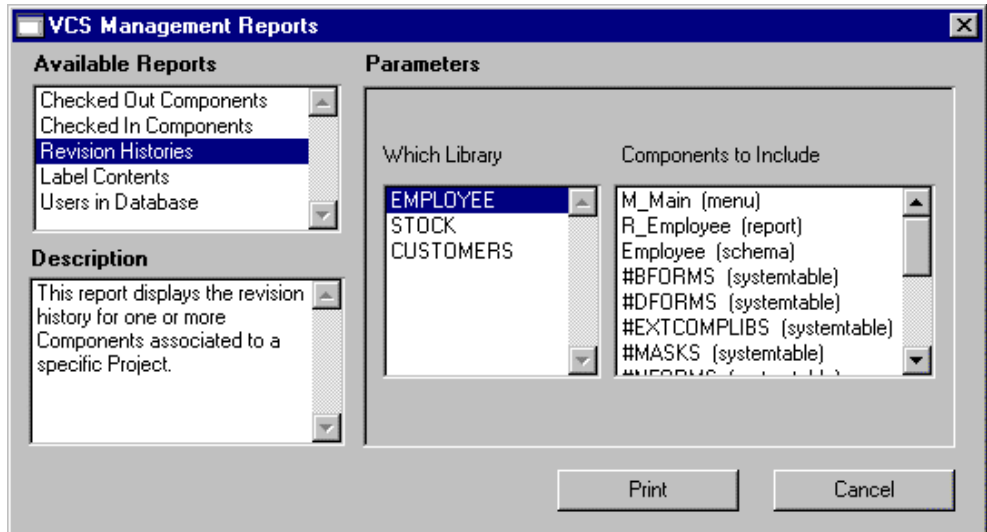 VCS Management Reports
Available Reports
Checked Out Components
Checked In Components
Revision Histories
Label Contents
Users in Database
Description
This report displays the revision
history for one or more
Components associated to a
specific Project.
Parameters
Which Library
EMPLOYEE
STOCK
CUSTOMERS
Components to Include
M_Main (menu)
R_Employee (report)
Employee (schema)
#BFORMS (systemtable)
#DFORMS (systemtable)
#EXTCOMPLIBS (systemtable)
#MASKS (systemtable)
Print
Cancel